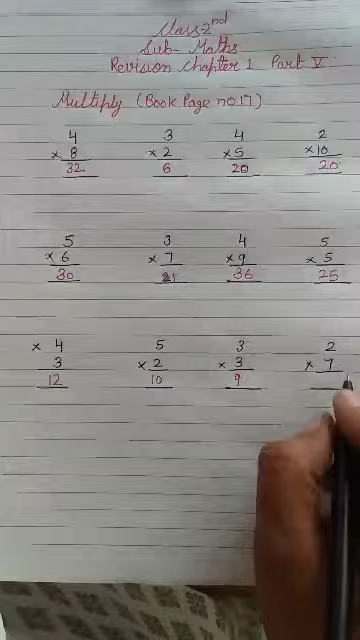 Class-2nd
Sub- Maths
Revision Chapter 1 Part V
Multiply (Book Page no 17)
4 3 4 2
× 8 × 2 × 5 × 10
32 6 20 20
5 3 4 5
× 6 × 7 × 9 × 5
30 21 36 25
× 4 5 3 2
3 × 2 × 3 × 7
12 10 9